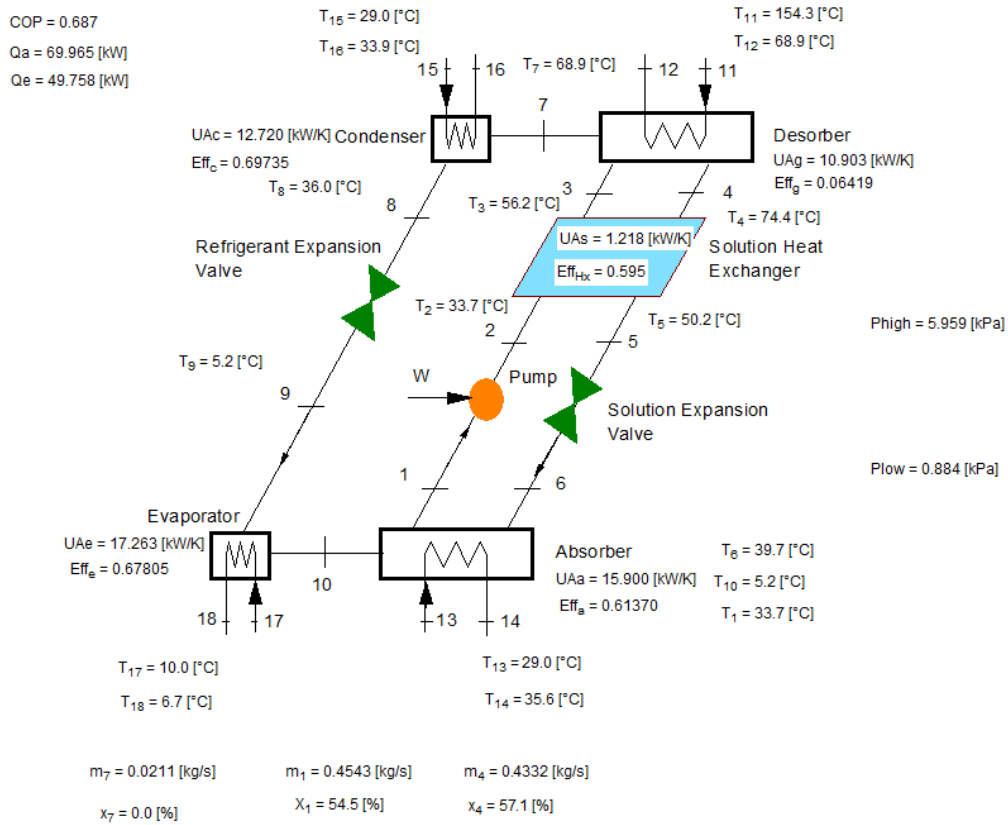 COP = 0.687
Qa = 69.965 [kW]
Qe = 49.758 [kW]
T15 = 29.0 [°C]
T16 = 33.9 [°C]
T11 = 154.3 [°C]
T12 = 68.9 [°C]
15
16
T7 = 68.9 [°C]
12
11
7
UAc = 12.720 [kW/K]
Condenser
Effc = 0.69735
Desorber
UAg = 10.903 [kW/K]
Effg = 0.06419
T8 = 36.0 [°C]
8
3
4
T3 = 56.2 [°C]
T4 = 74.4 [°C]
UAs = 1.218 [kW/K]
EffHx = 0.595
Solution Heat
Exchanger
Refrigerant Expansion
Valve
T2 = 33.7 [°C]
2
T5 = 50.2 [°C]
5
Phigh = 5.959 [kPa]
T9 = 5.2 [°C]
9
W
Pump
Solution Expansion
Valve
Plow = 0.884 [kPa]
1
6
Evaporator
UAe = 17.263 [kW/K]
Effe = 0.67805
10
Absorber
UAa = 15.900 [kW/K]
Effa = 0.61370
T6 = 39.7 [°C]
T10 = 5.2 [°C]
T1 = 33.7 [°C]
18
17
13
14
T17 = 10.0 [°C]
T18 = 6.7 [°C]
T13 = 29.0 [°C]
T14 = 35.6 [°C]
m7 = 0.0211 [kg/s]
m1 = 0.4543 [kg/s]
m4 = 0.4332 [kg/s]
x7 = 0.0 [%]
X1 = 54.5 [%]
x4 = 57.1 [%]